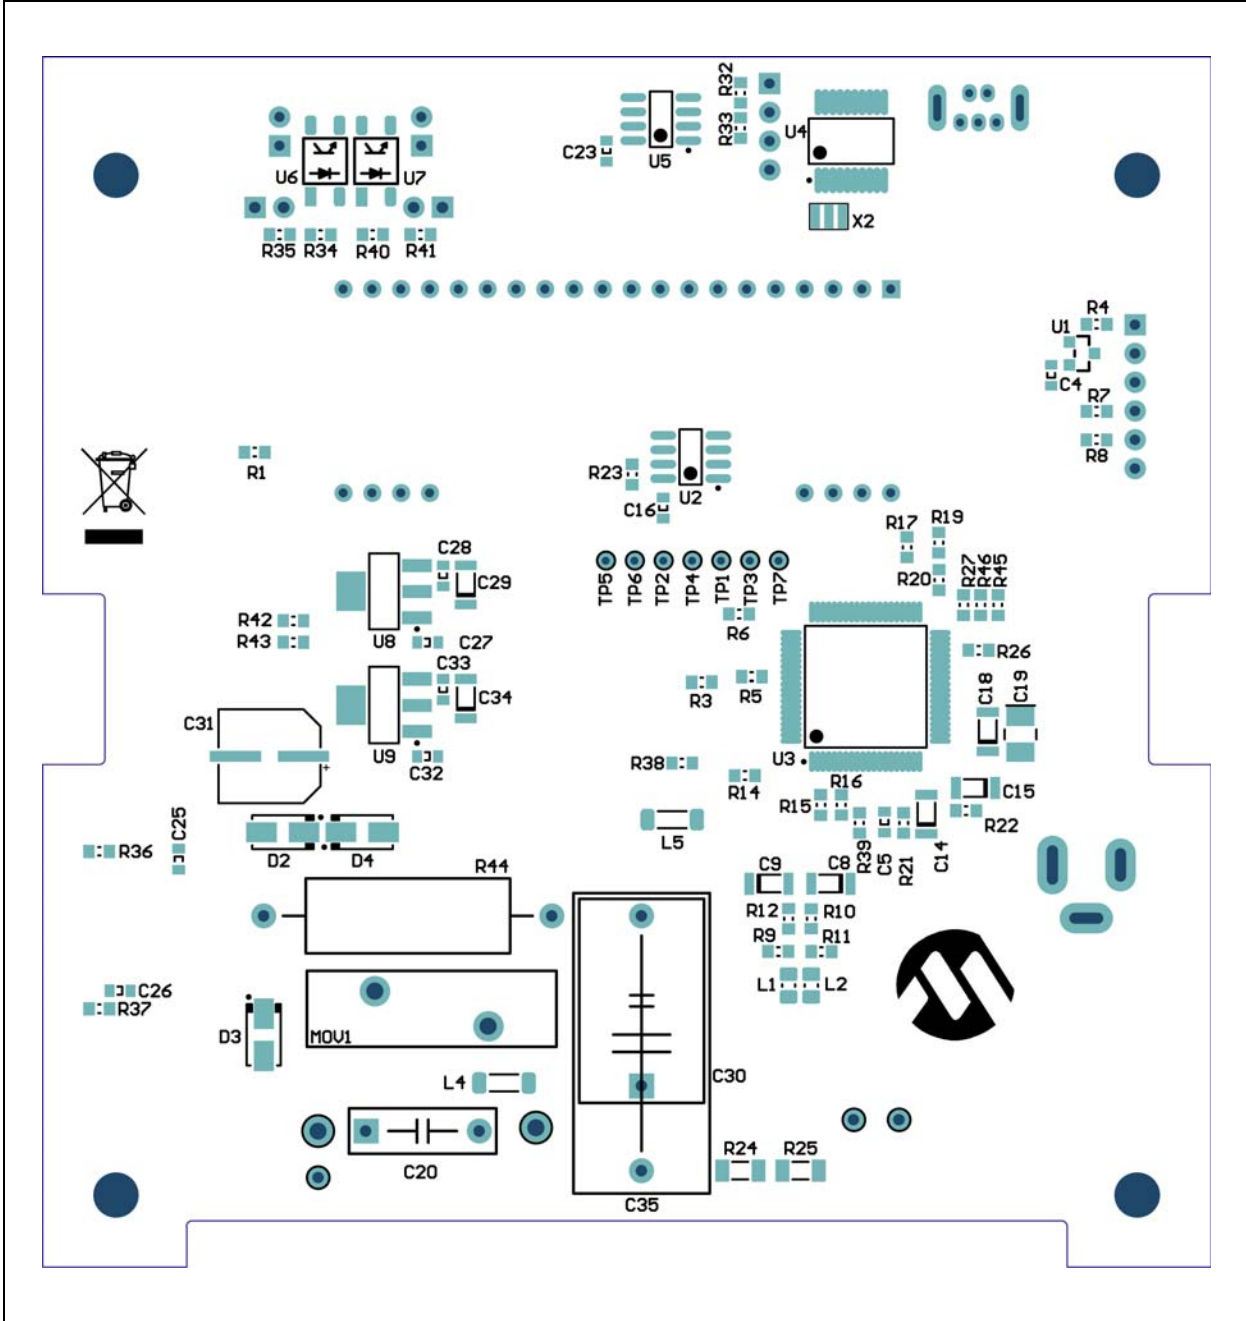 R32
R33
U4
C23
U5
U6
U7
X2
R35
R34
R40
R41
R4
U1
C4
R7
R8
R1
R23
U2
C16
R17
R19
R20
R27
R46
R45
C28
C29
TP5
TP6
TP2
TP4
TP1
TP3
TP7
R42
R43
U8
C27
R6
R26
C33
C34
R3
R5
C18
C19
C31
+
U9
C32
R38
R14
U3
R16
R15
C15
R22
C25
R36
D2
D4
L5
R39
C5
R21
C14
R44
C9
C8
R12
R10
R9
R11
L1
L2
C26
R37
D3
MOV1
C30
L4
C20
R24
R25
C35